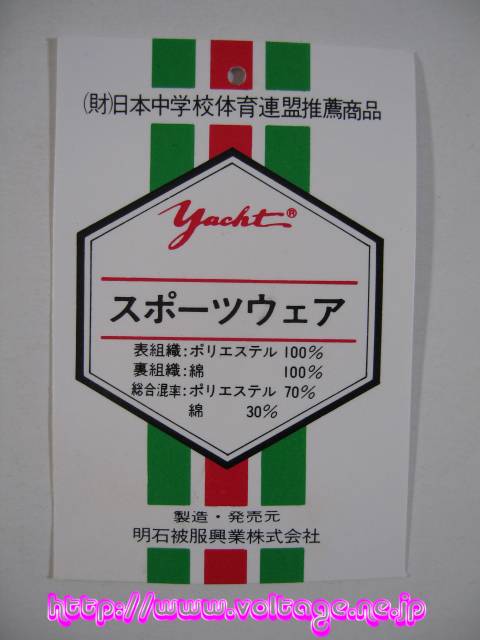 (財)日本中学校体育連盟推薦商品
yacht®
スポーツウェア
表組織:ポリエステル 100%
裏組織:綿 100%
総合混率:ポリエステル 70%
綿 30%
製造・発売元
明石被服興業株式会社
http://www.voltage.ne.jp